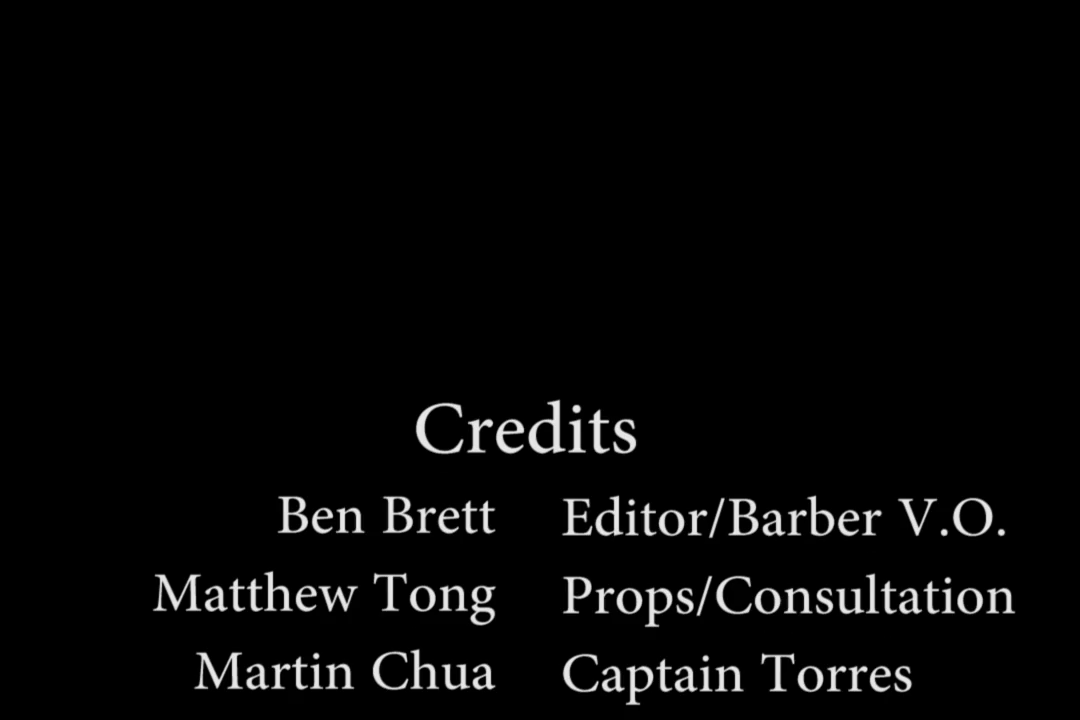 Credits
Ben Brett Editor/Barber V.O.
Matthew Tong Props/Consultation
Martin Chua Captain Torres